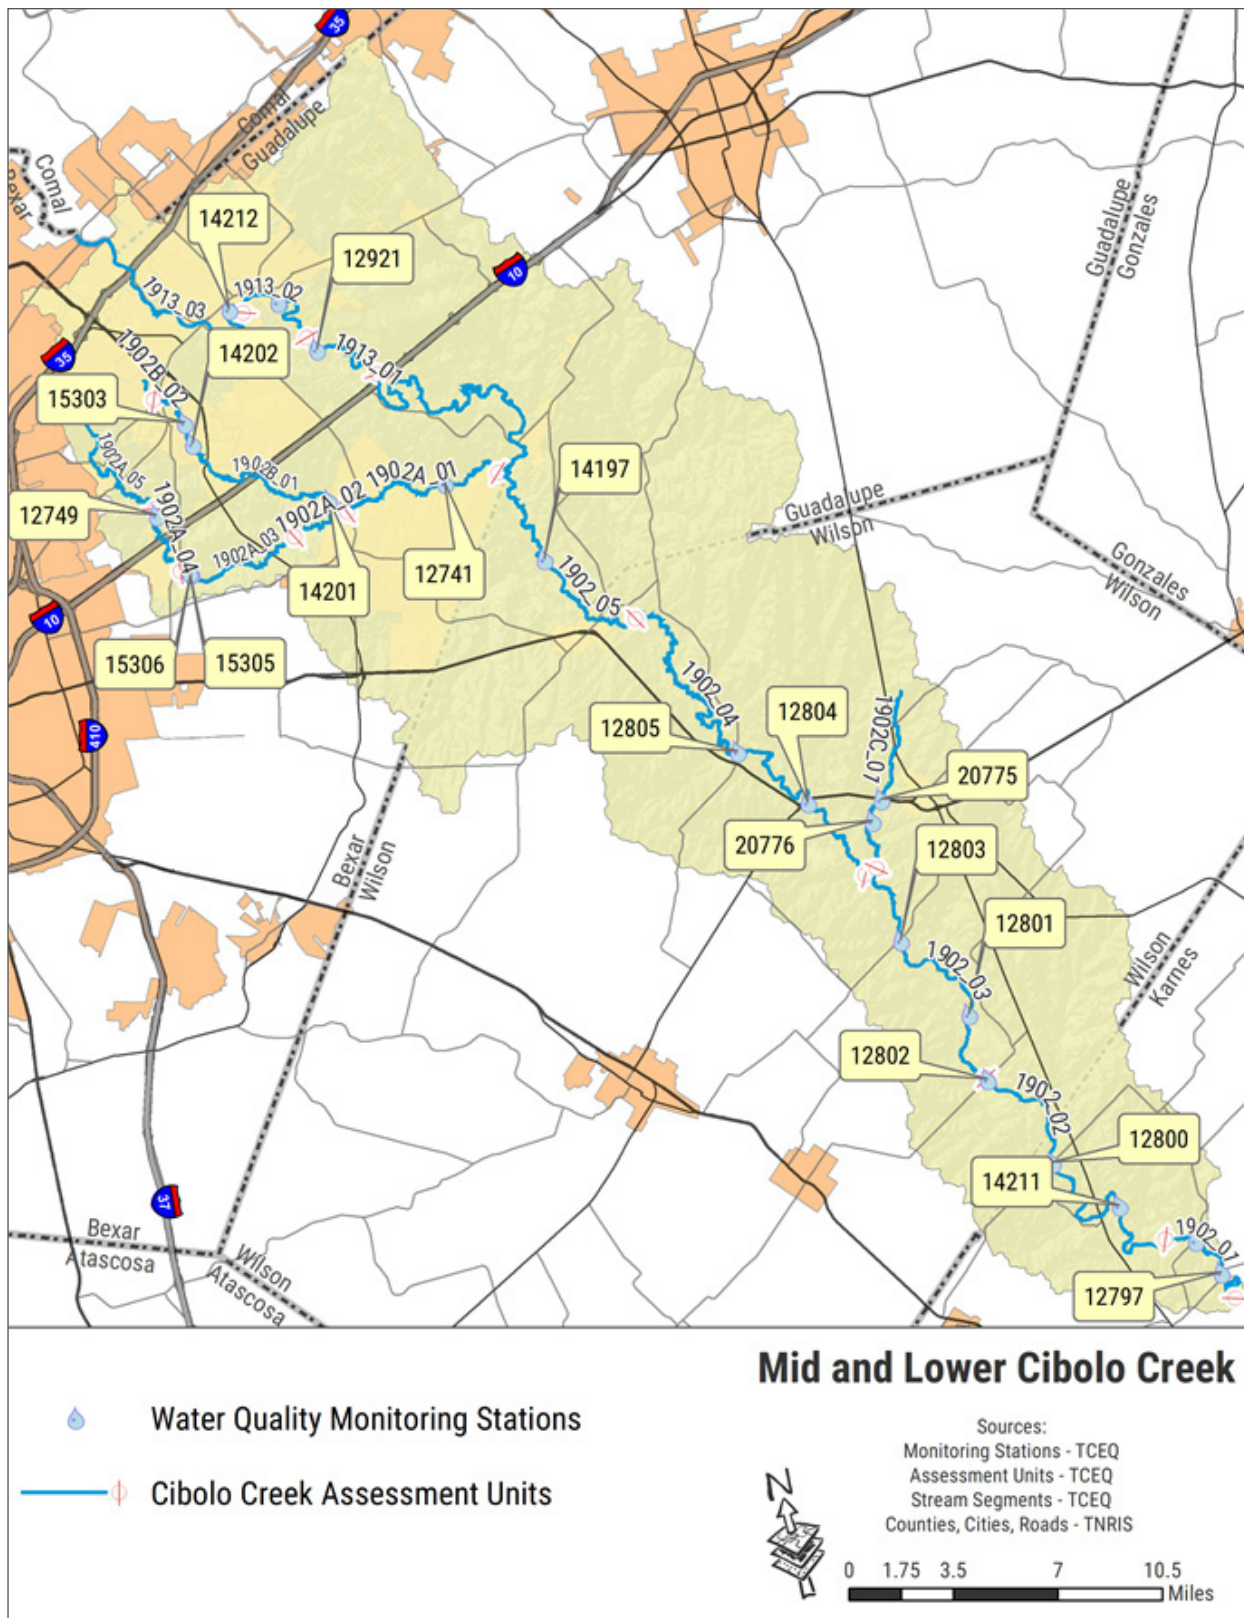 35
Comal
Guadalupe
Comal
Bexar
Guadalupe
Gonzales
14212
12921
10
1913_02
1913_03
14202
1913_01
35
1902B_02
15303
14197
1902A_05
1902B_01
1902A_01
1902A_02
12749
1902A_04
1902A_03
Guadalupe
Wilson
Gonzales
Wilson
14201
12741
1902_05
10
15306
15305
1902_04
12804
12805
1902C_01
410
20775
20776
12803
Bexar
Wilson
12801
1902_03
Wilson
Karnes
12802
1902_02
12800
14211
37
Bexar
Atascosa
Wilson
Atascosa
1902_01
12797
Mid and Lower Cibolo Creek
Water Quality Monitoring Stations
Cibolo Creek Assessment Units
Sources:
Monitoring Stations - TCEQ
Assessment Units - TCEQ
Stream Segments - TCEQ
Counties, Cities, Roads - TNRIS
N
0 1.75 3.5 7 10.5
Miles